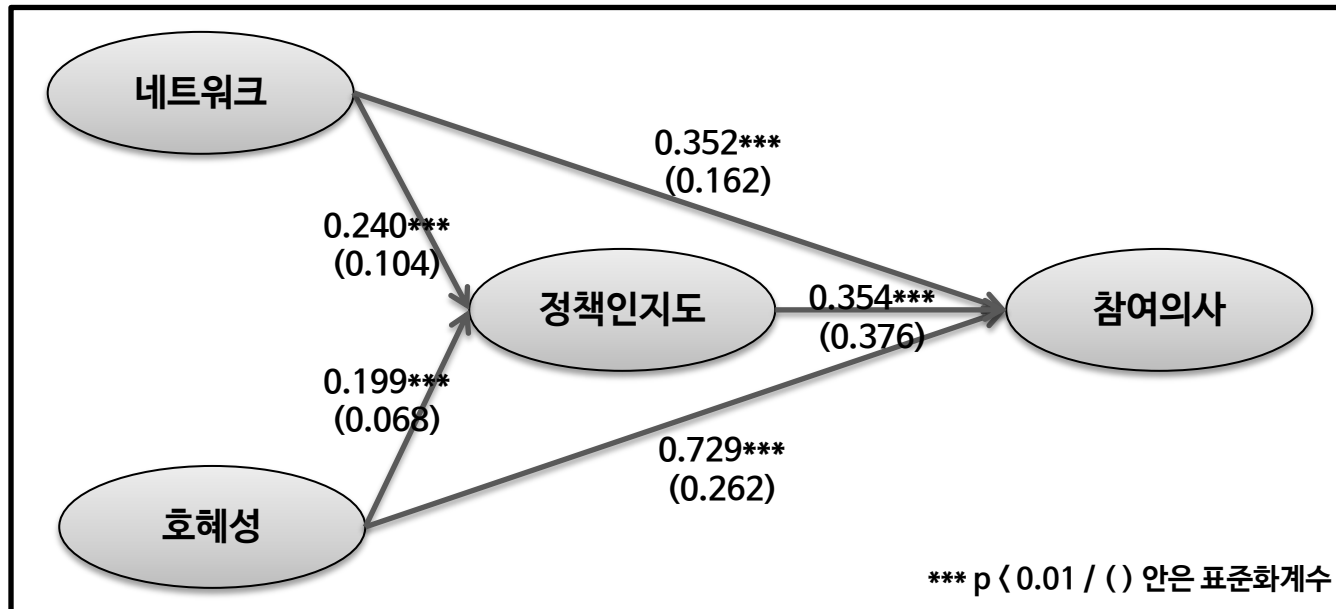 네트워크
0.352***
(0.162)
0.240***
(0.104)
정책인지도
0.354***
(0.376)
참여의사
0.199***
(0.068)
0.729***
(0.262)
호혜성
*** p < 0.01 / ( ) 안은 표준화계수